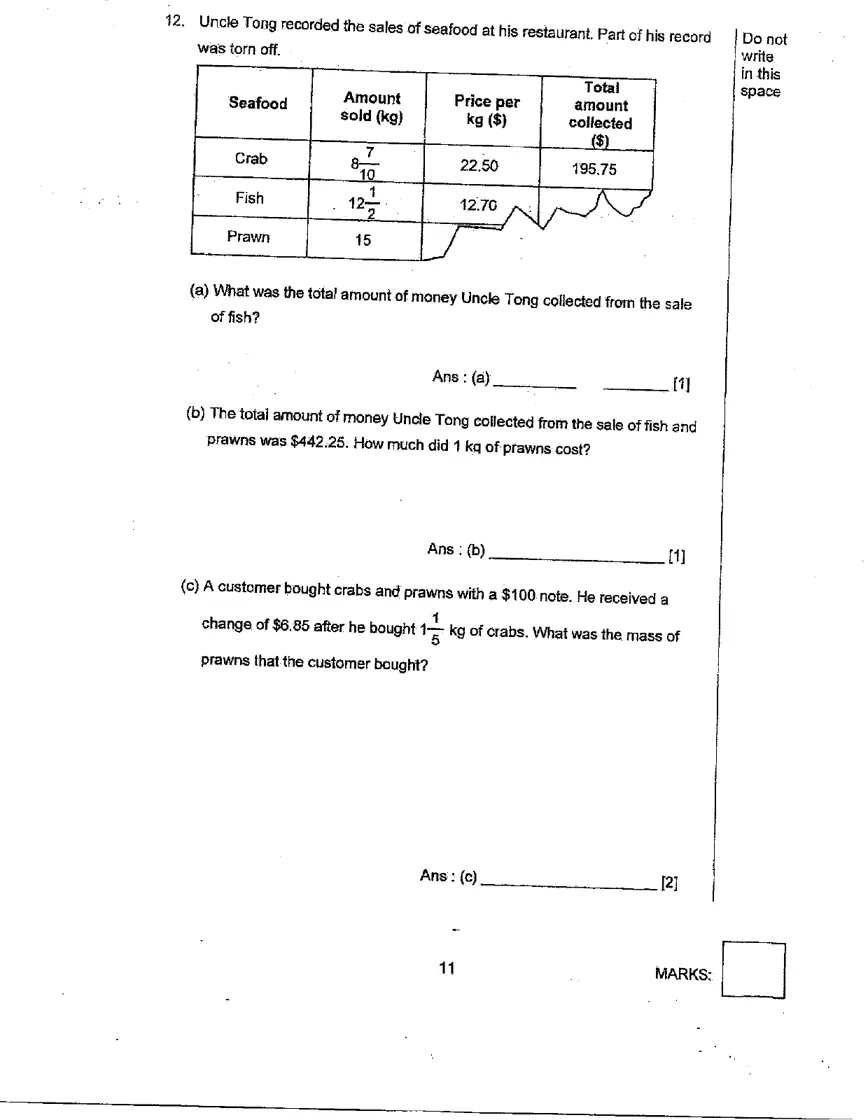 12. Uncle Tong recorded the sales of seafood at his restaurant. Part of his record
was torn off.
Do not
write
in this
space
Seafood Amount sold (kg) Price per kg ($) Total amount collected ($)
Crab 8 7/10 22.50 195.75
Fish 12 1/2 12.70
Prawn 15
(a) What was the total amount of money Uncle Tong collected from the sale
of fish?
Ans : (a) ________ ________ [1]
(b) The total amount of money Uncle Tong collected from the sale of fish and
prawns was $442.25. How much did 1 kg of prawns cost?
Ans : (b) ________________ [1]
(c) A customer bought crabs and prawns with a $100 note. He received a
change of $6.85 after he bought 1 1/5 kg of crabs. What was the mass of
prawns that the customer bought?
Ans : (c) ________________ [2]
11
MARKS: